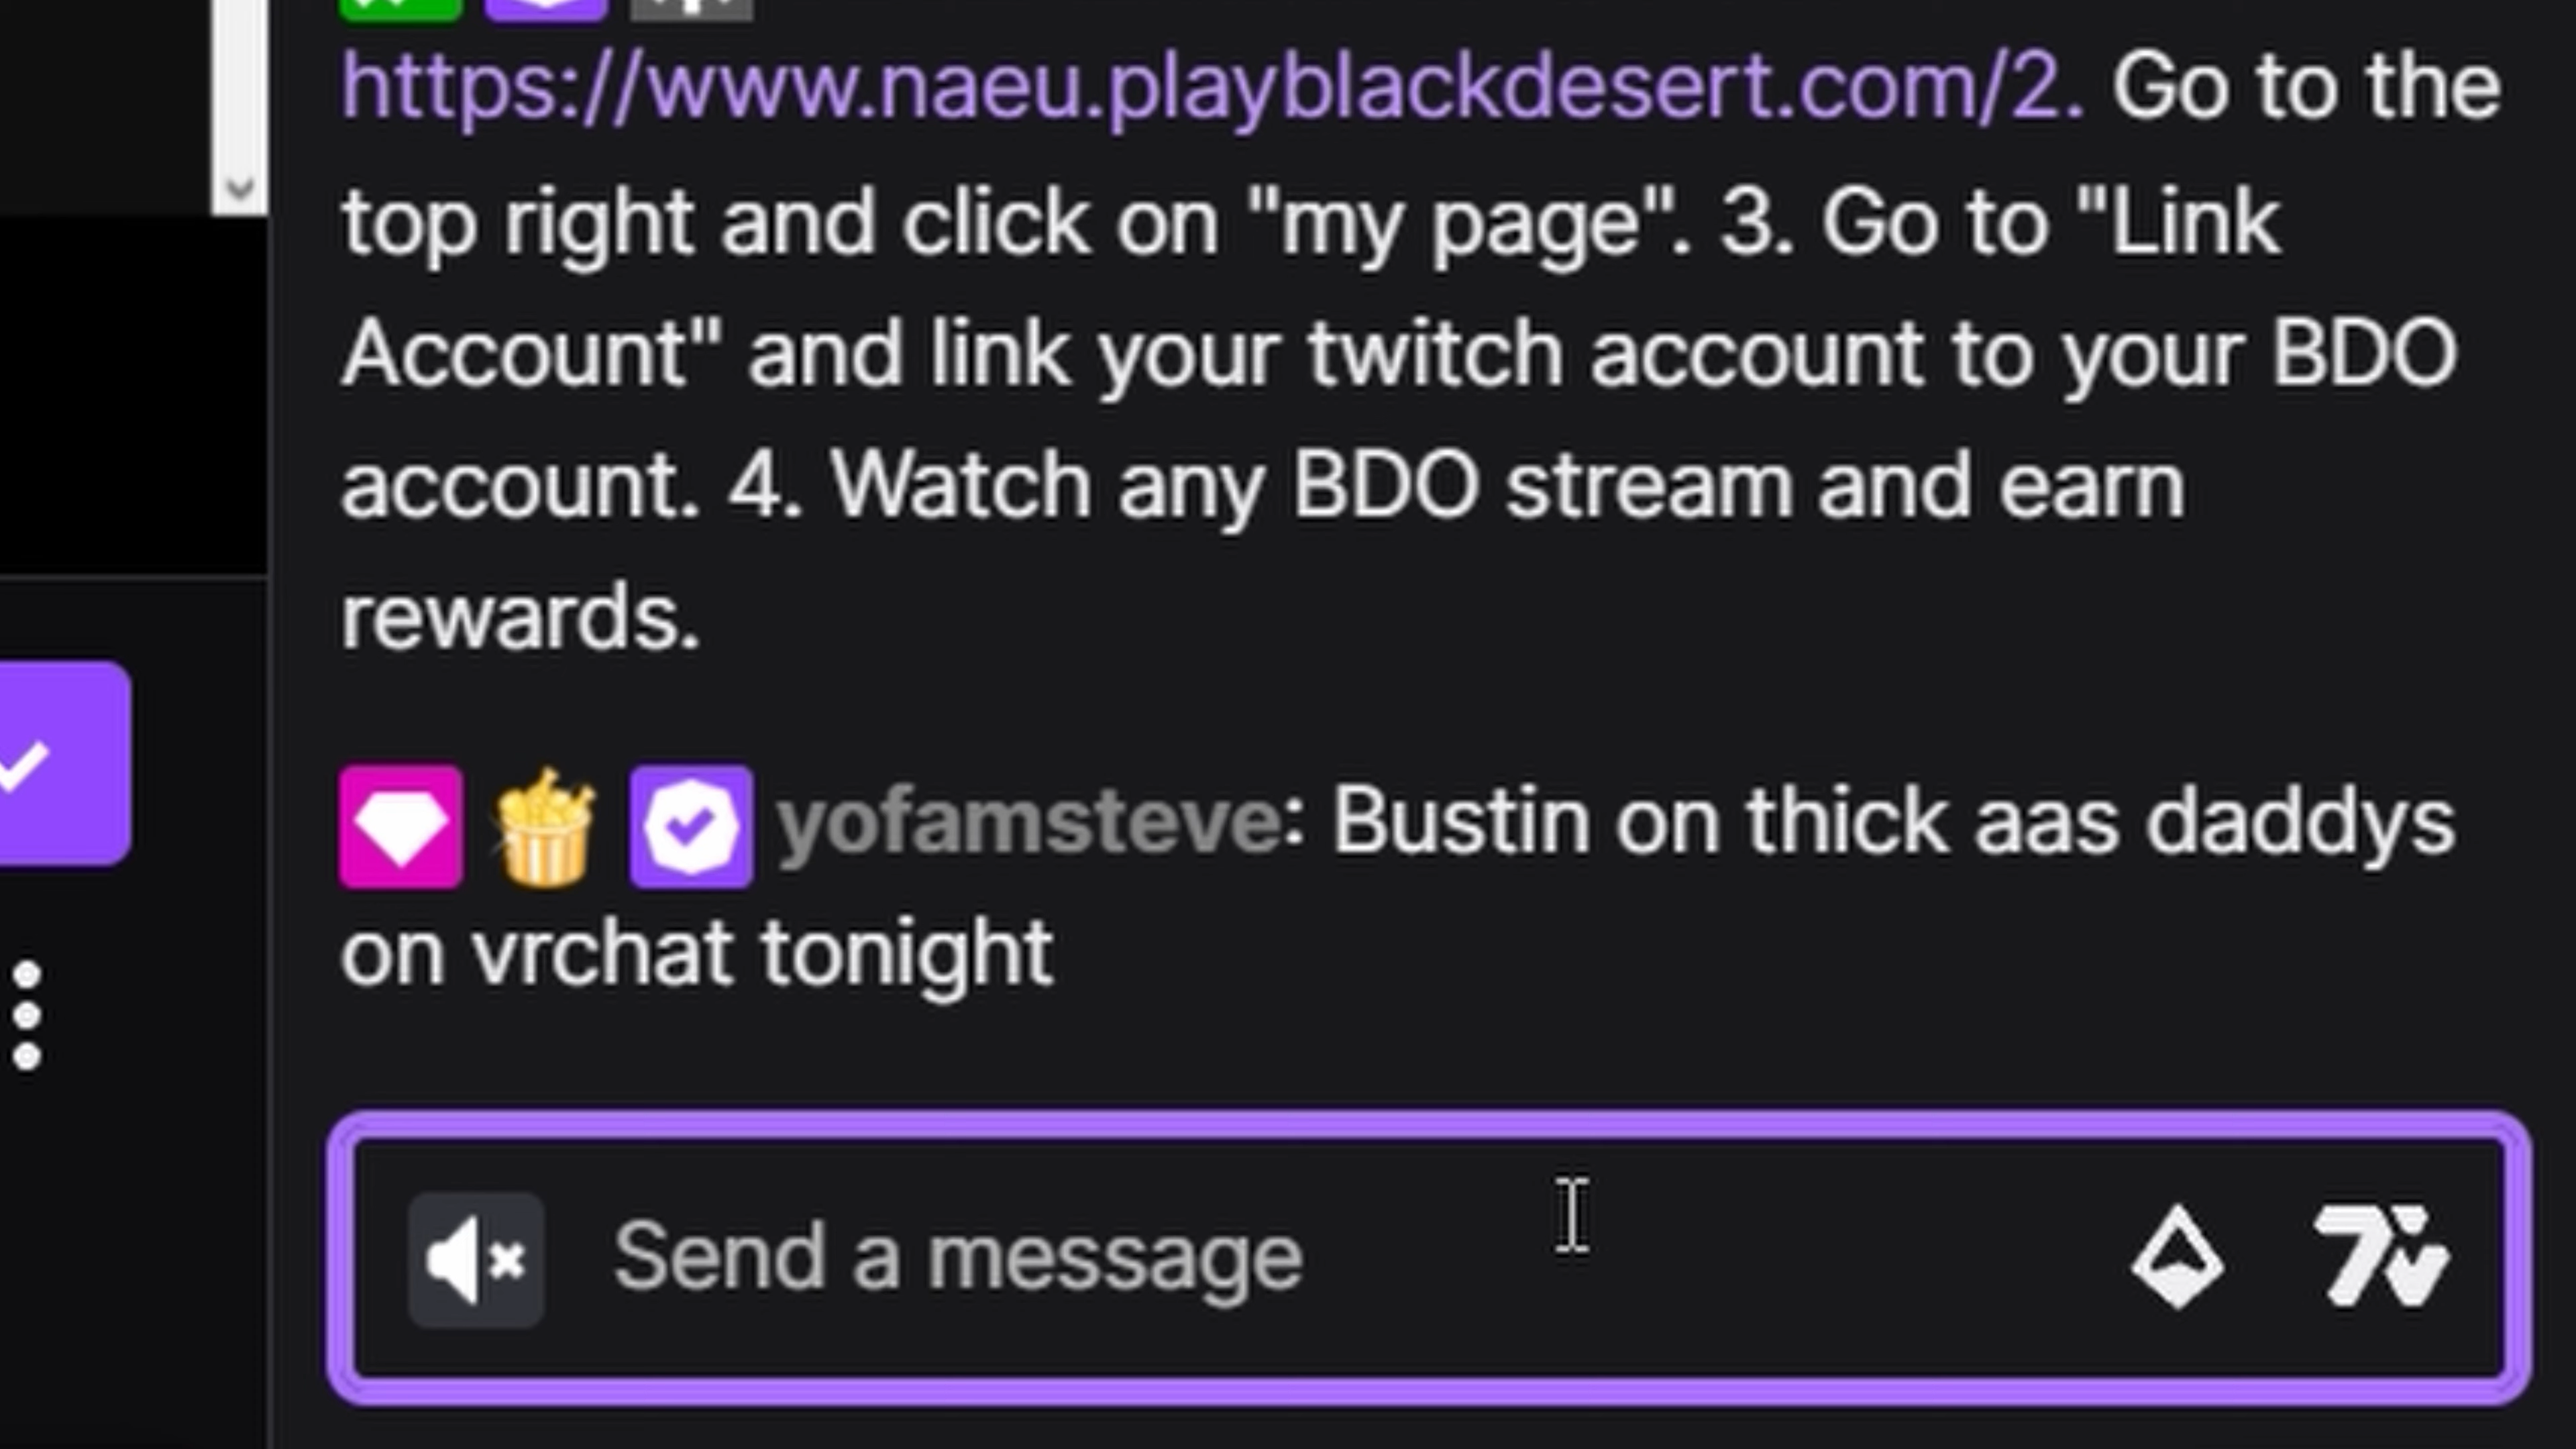 https://www.naeu.playblackdesert.com/2. Go to the
top right and click on "my page". 3. Go to "Link
Account" and link your twitch account to your BDO
account. 4. Watch any BDO stream and earn
rewards.
yofamsteve: Bustin on thick aas daddys
on vrchat tonight
Send a message